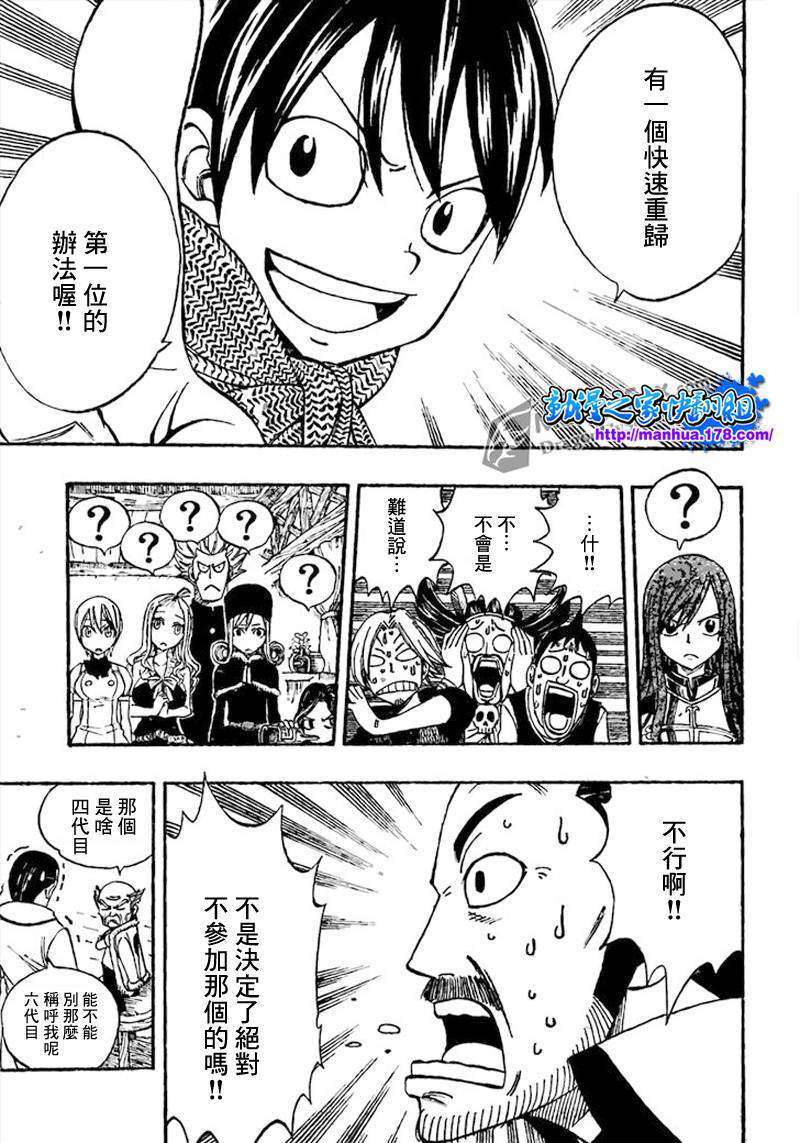 有一個快速重歸
第一位的
辦法喔!!
動漫之家快翻組
http://manhua.178.com/
?
…什!!
不…
不會是
難道說…
?
?
?
?
?
不行啊!!
不是決定了絕對
不參加那個的嗎!!
那個
是啥
四代目
能不能
別那麼
稱呼我呢
六代目